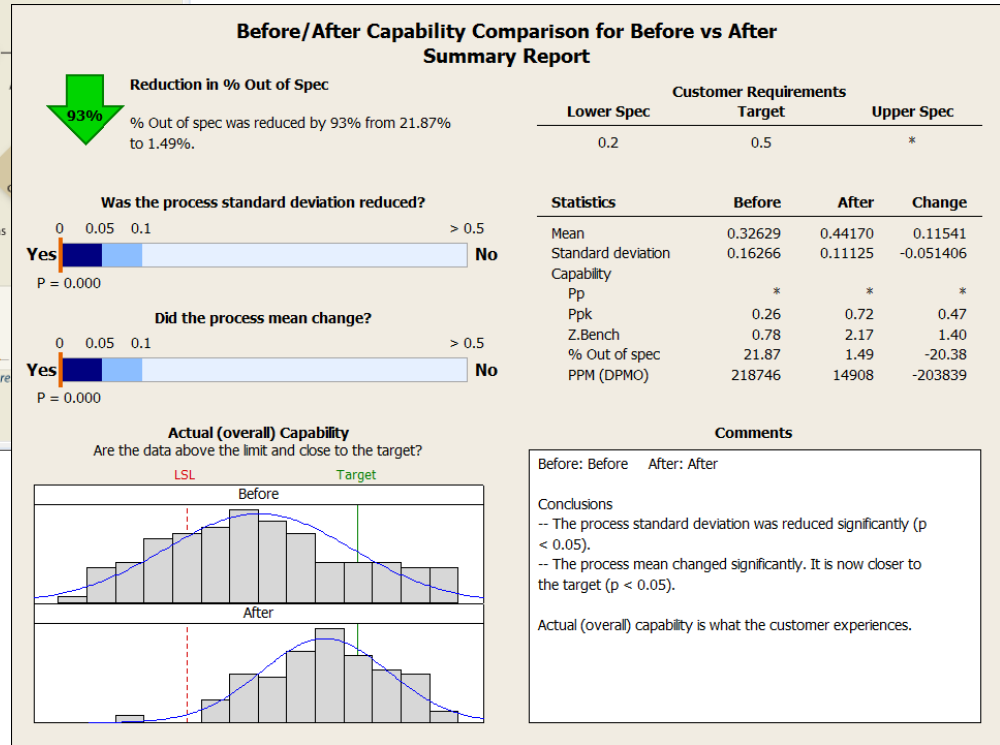 Before/After Capability Comparison for Before vs After
Summary Report
Reduction in % Out of Spec
93%
% Out of spec was reduced by 93% from 21.87%
to 1.49%.
Customer Requirements
Lower Spec Target Upper Spec
0.2 0.5 *
Was the process standard deviation reduced?
0 0.05 0.1 > 0.5
Yes No
P = 0.000
Did the process mean change?
0 0.05 0.1 > 0.5
Yes No
P = 0.000
Statistics Before After Change
Mean 0.32629 0.44170 0.11541
Standard deviation 0.16266 0.11125 -0.051406
Capability
Pp * * *
Ppk 0.26 0.72 0.47
Z.Bench 0.78 2.17 1.40
% Out of spec 21.87 1.49 -20.38
PPM (DPMO) 218746 14908 -203839
Actual (overall) Capability
Are the data above the limit and close to the target?
LSL Target
Before
After
Comments
Before: Before After: After
Conclusions
-- The process standard deviation was reduced significantly (p
< 0.05).
-- The process mean changed significantly. It is now closer to
the target (p < 0.05).
Actual (overall) capability is what the customer experiences.